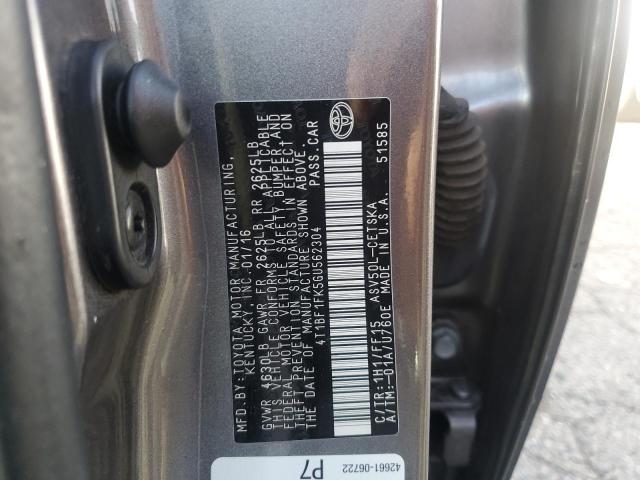 MFD.BY:TOYOTA MOTOR MANUFACTURING,
KENTUCKY, INC. 01/16
GVWR 4630LB GAWR FR 2625LB RR 2625LB
THIS VEHICLE CONFORMS TO ALL APPLICABLE
FEDERAL MOTOR VEHICLE SAFETY, BUMPER AND
THEFT PREVENTION STANDARDS IN EFFECT ON
THE DATE OF MANUFACTURE SHOWN ABOVE.
4T1BF1FK5GU562304 PASS.CAR
C/TR:1H1/FF15 ASV50L-CETSKA
A/TM:-01A/U760E MADE IN U.S.A. 51585
42661-06722
P7